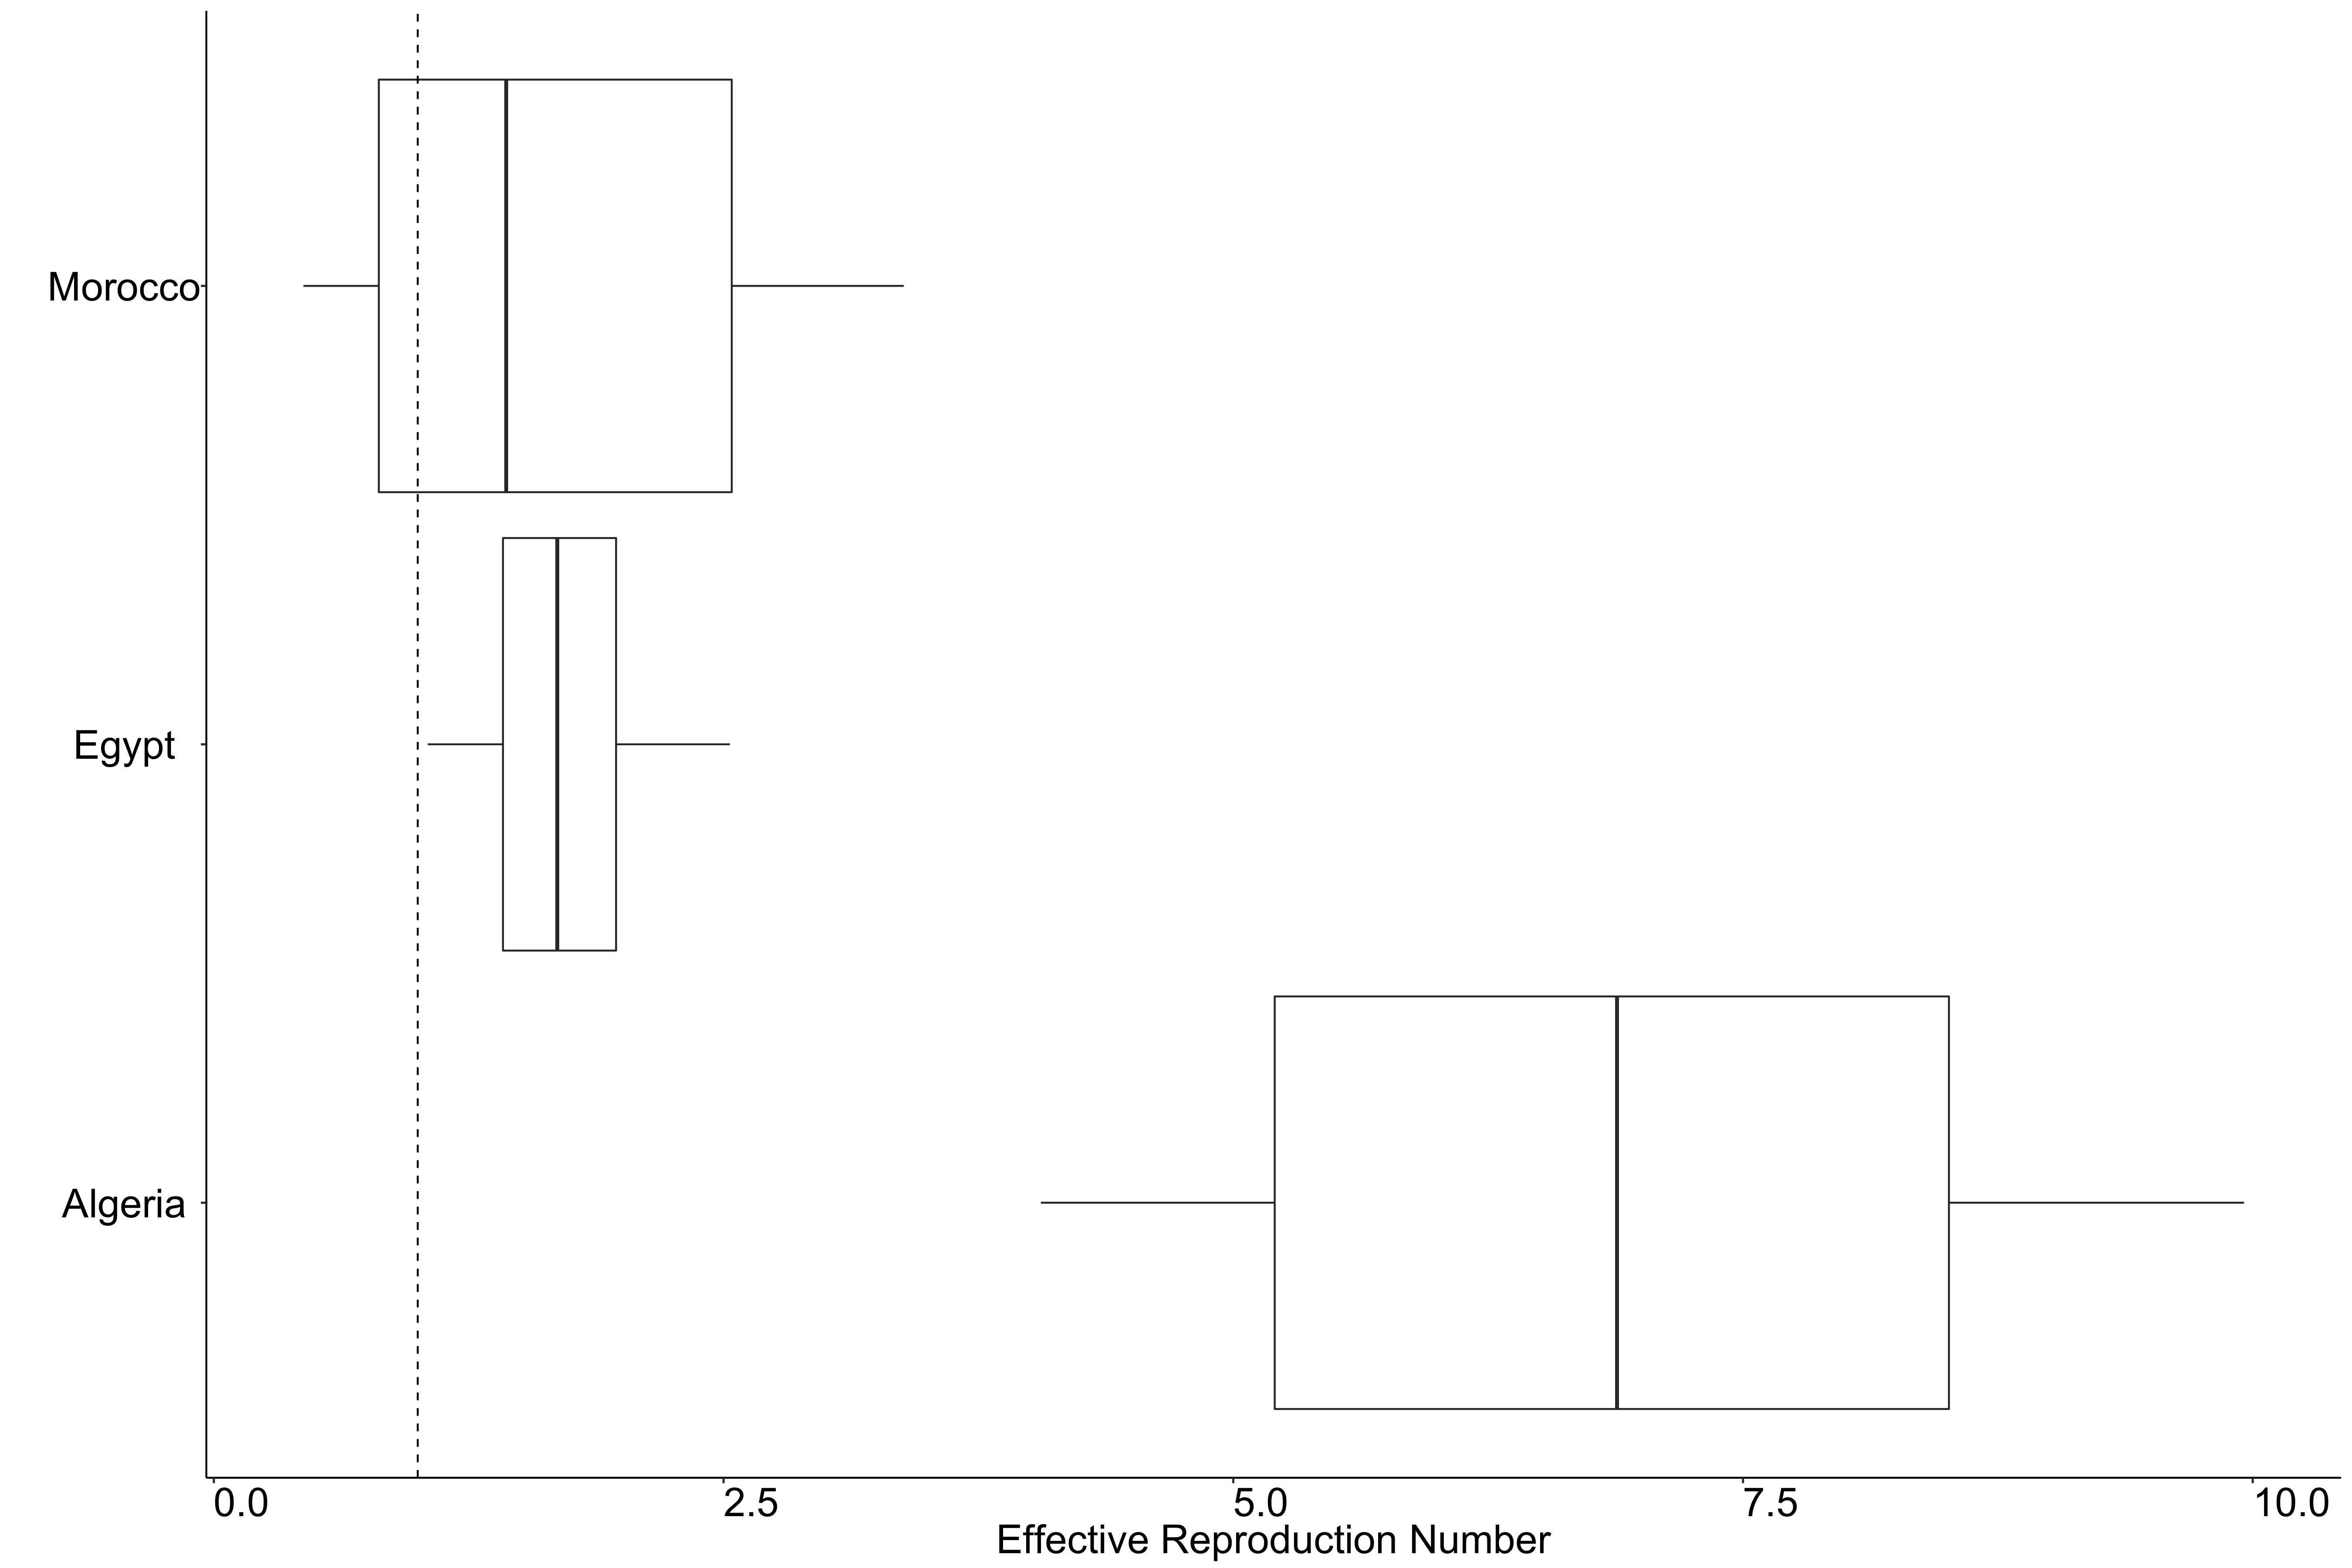 Morocco
Egypt
Algeria
0.0 2.5 5.0 7.5 10.0
Effective Reproduction Number